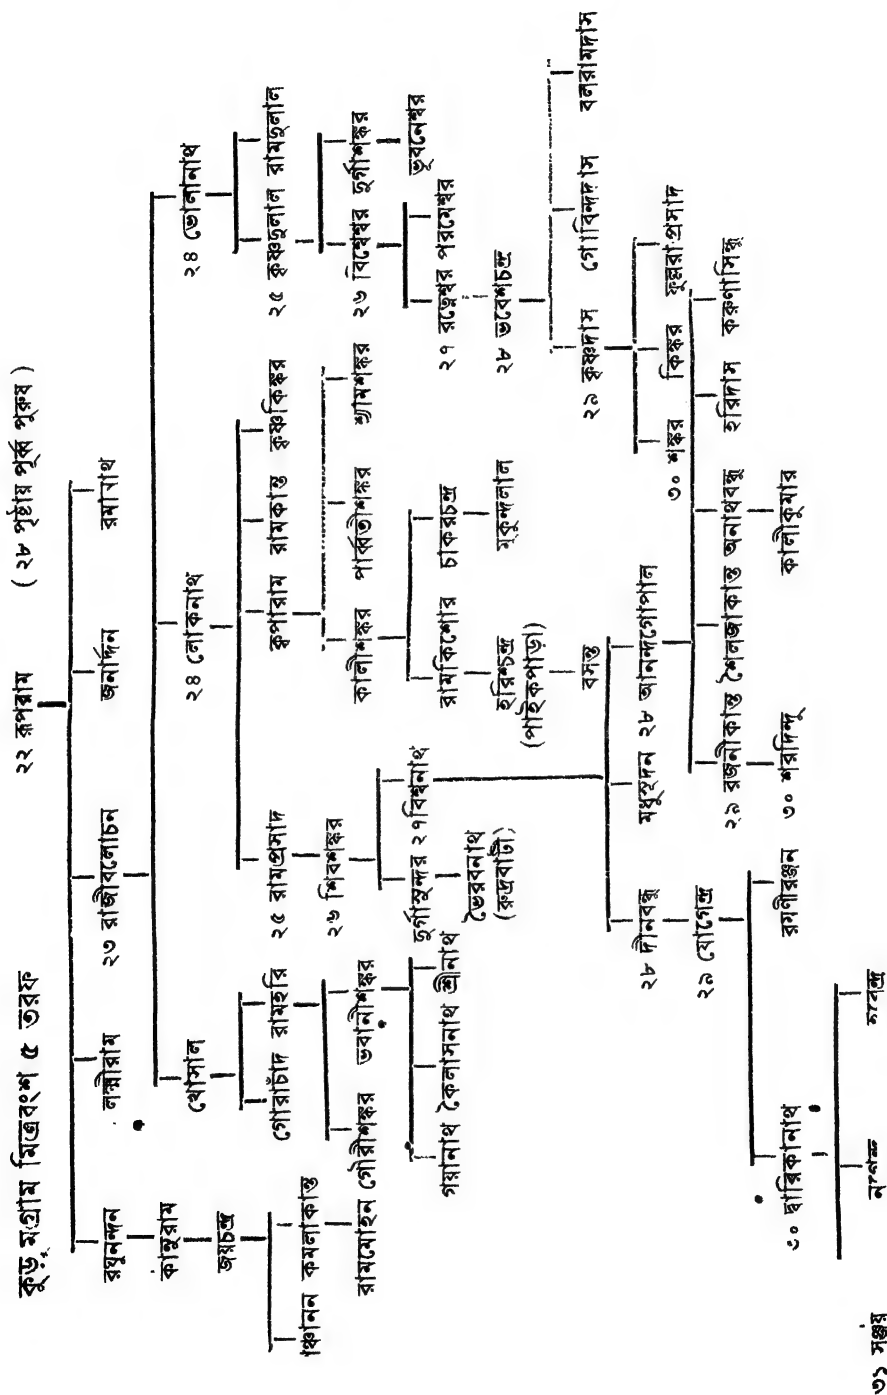 কুড়ুমগ্রাম মিত্রবংশ ৫ তরফ
২২ রূপরাম ( ২৮ পৃষ্টায় পূর্ব্ব পুরুষ )
রঘুনন্দন লক্ষ্মীরাম ২৩ রাজীবলোচন জনার্দ্দন রমানাথ
কানুরাম খোসাল ২৪ লোকনাথ ২৪ ভোলানাথ
জয়চন্দ্র গোরাচাঁদ রামহরি ২৫ রামপ্রসাদ কৃপারাম রামকান্ত কৃষ্ণকিঙ্কর ২৫ কৃষ্ণদুলাল রামদুলাল
কমলাকান্ত ২৬ শিবশঙ্কর ২৬ বিশ্বেশ্বর দুর্গাশঙ্কর
রামমোহন গৌরীশঙ্কর ভবানীশঙ্কর কালীশঙ্কর পার্ব্বতীশঙ্কর শ্যামশঙ্কর ভুবনেশ্বর
দুর্গাসুন্দর ২৭ বিশ্বনাথ রামকিশোর চাকরচন্দ্র ২৭ রত্নেশ্বর পরমেশ্বর
গয়ানাথ কৈলাসনাথ শ্রীনাথ ভৈরবনাথ হরিশ্চন্দ্র মুকুন্দলাল ২৮ ভবেশচন্দ্র
(রুদ্রবাটী) (পাইকপাড়া)
বসন্ত ২৯ কৃষ্ণদাস গোবিন্দদাস বলরামদাস
২৮ দীনবন্ধু মধুসূদন ২৮ আনন্দগোপাল ৩০ শঙ্কর কিঙ্কর ফুল্লরাপ্রসাদ
২৯ যোগেন্দ্র ২৯ রজনীকান্ত শৈলজাকান্ত অনাথবন্ধু হরিদাস করুণাসিন্ধু
রমণীরঞ্জন ৩০ শরদিন্দু কালীকুমার
৩০ দ্বারিকানাথ
৩১ সঞ্জয়